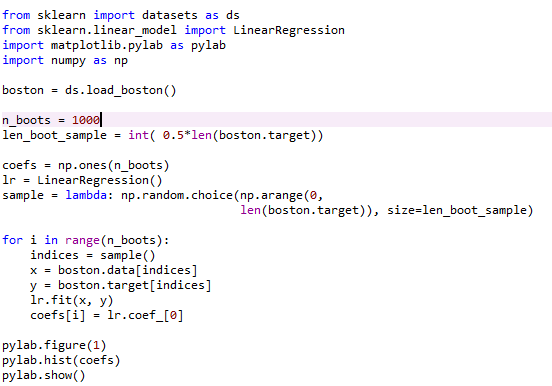 from sklearn import datasets as ds
from sklearn.linear_model import LinearRegression
import matplotlib.pylab as pylab
import numpy as np

boston = ds.load_boston()

n_boots = 1000
len_boot_sample = int( 0.5*len(boston.target))

coefs = np.ones(n_boots)
lr = LinearRegression()
sample = lambda: np.random.choice(np.arange(0,
                                  len(boston.target)), size=len_boot_sample)

for i in range(n_boots):
    indices = sample()
    x = boston.data[indices]
    y = boston.target[indices]
    lr.fit(x, y)
    coefs[i] = lr.coef_[0]

pylab.figure(1)
pylab.hist(coefs)
pylab.show()